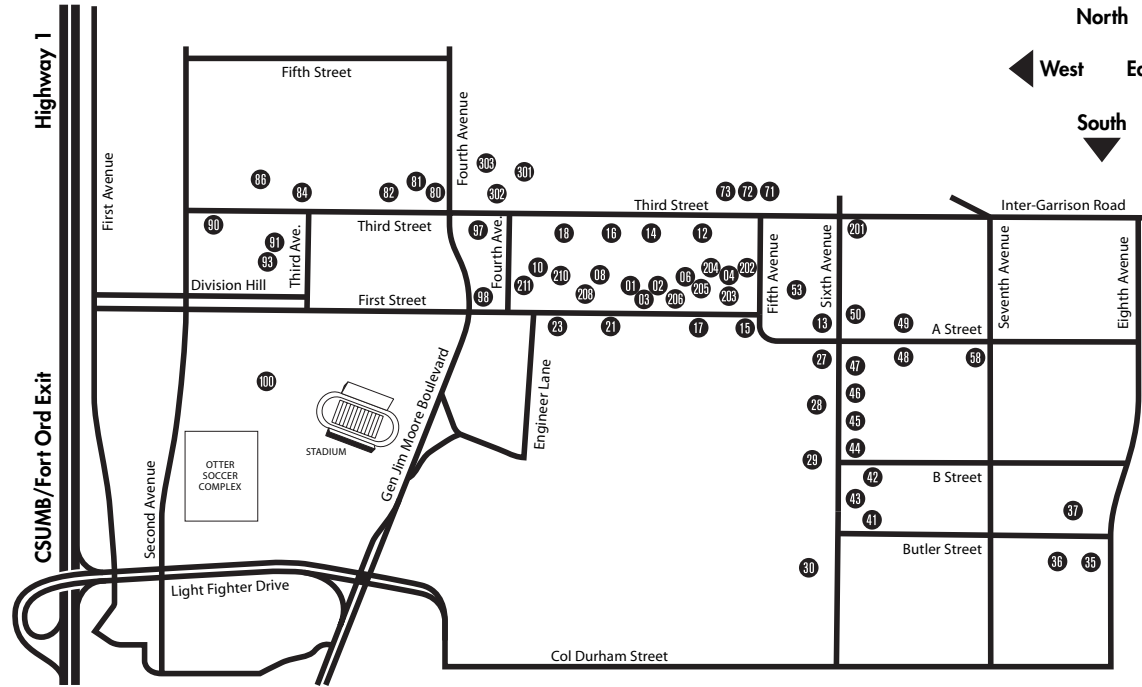 North
West
Ea
South
Highway 1
CSUMB/Fort Ord Exit
First Avenue
Second Avenue
Fifth Street
Fourth Avenue
303
301
302
86
84
82
81
80
73
72
71
Third Street
Third Street
Inter-Garrison Road
90
91
93
Third Ave.
97
98
Fourth Ave.
18
16
14
12
10
211
210
208
08
01
03
02
206
06
205
204
04
203
202
Fifth Avenue
53
Sixth Avenue
201
Seventh Avenue
Eighth Avenue
Division Hill
First Street
23
21
17
15
13
50
49
A Street
27
47
48
58
28
46
45
44
29
42
B Street
43
41
37
Butler Street
30
36
35
100
STADIUM
OTTER
SOCCER
COMPLEX
Gen Jim Moore Boulevard
Engineer Lane
Light Fighter Drive
Col Durham Street